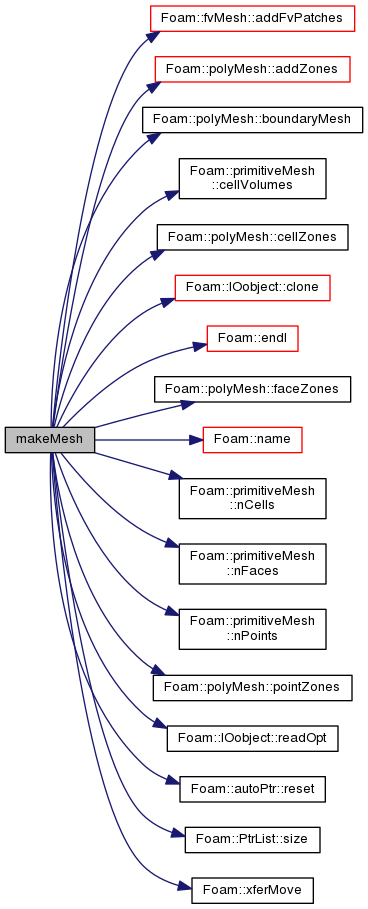 Foam::fvMesh::addFvPatches
Foam::polyMesh::addZones
Foam::polyMesh::boundaryMesh
Foam::primitiveMesh
::cellVolumes
Foam::polyMesh::cellZones
Foam::IOobject::clone
Foam::endl
Foam::polyMesh::faceZones
makeMesh
Foam::name
Foam::primitiveMesh
::nCells
Foam::primitiveMesh
::nFaces
Foam::primitiveMesh
::nPoints
Foam::polyMesh::pointZones
Foam::IOobject::readOpt
Foam::autoPtr::reset
Foam::PtrList::size
Foam::xferMove